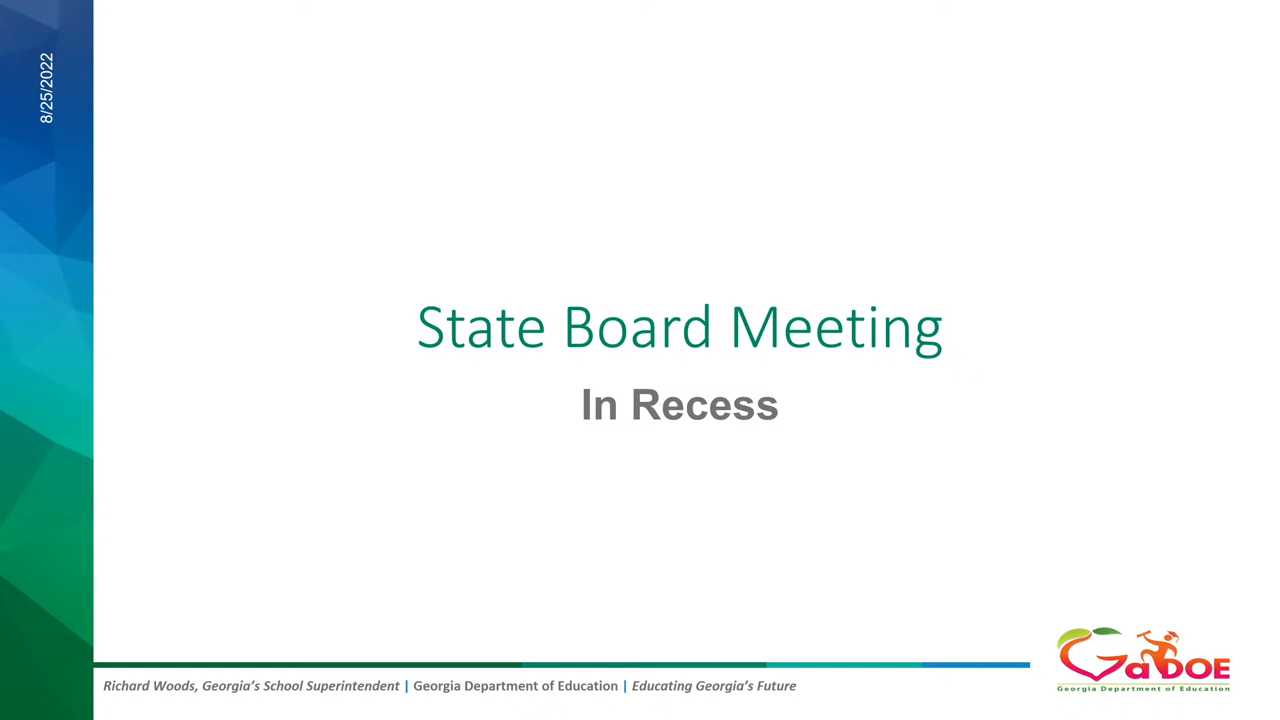 8/25/2022
State Board Meeting
In Recess
Richard Woods, Georgia's School Superintendent | Georgia Department of Education | Educating Georgia's Future
GaDOE
Georgia Department of Education